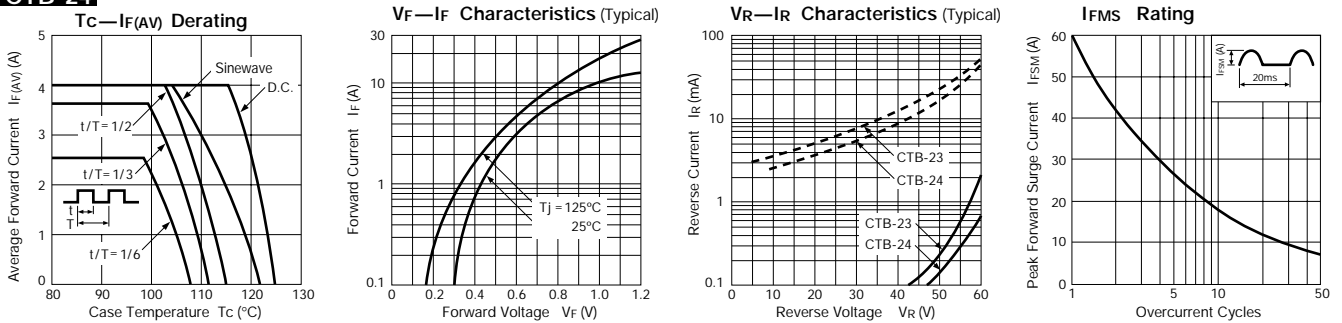 CTB-24
Tc—IF(AV) Derating
Average Forward Current IF(AV) (A)
5
4
3
2
1
0
Sinewave
D.C.
t/T=1/2
t/T=1/3
t/T=1/6
t
T
80 90 100 110 120 130
Case Temperature Tc (°C)
VF—IF Characteristics (Typical)
Forward Current IF (A)
30
10
1
0.1
Tj = 125°C
25°C
0 0.2 0.4 0.6 0.8 1.0 1.2
Forward Voltage VF (V)
VR—IR Characteristics (Typical)
Reverse Current IR (mA)
100
10
1
0.1
CTB-23
CTB-24
CTB-23
CTB-24
0 10 20 30 40 50 60
Reverse Voltage VR (V)
IFMS Rating
Peak Forward Surge Current IFSM (A)
60
50
40
30
20
10
0
IFSM (A)
20ms
1 5 10 50
Overcurrent Cycles